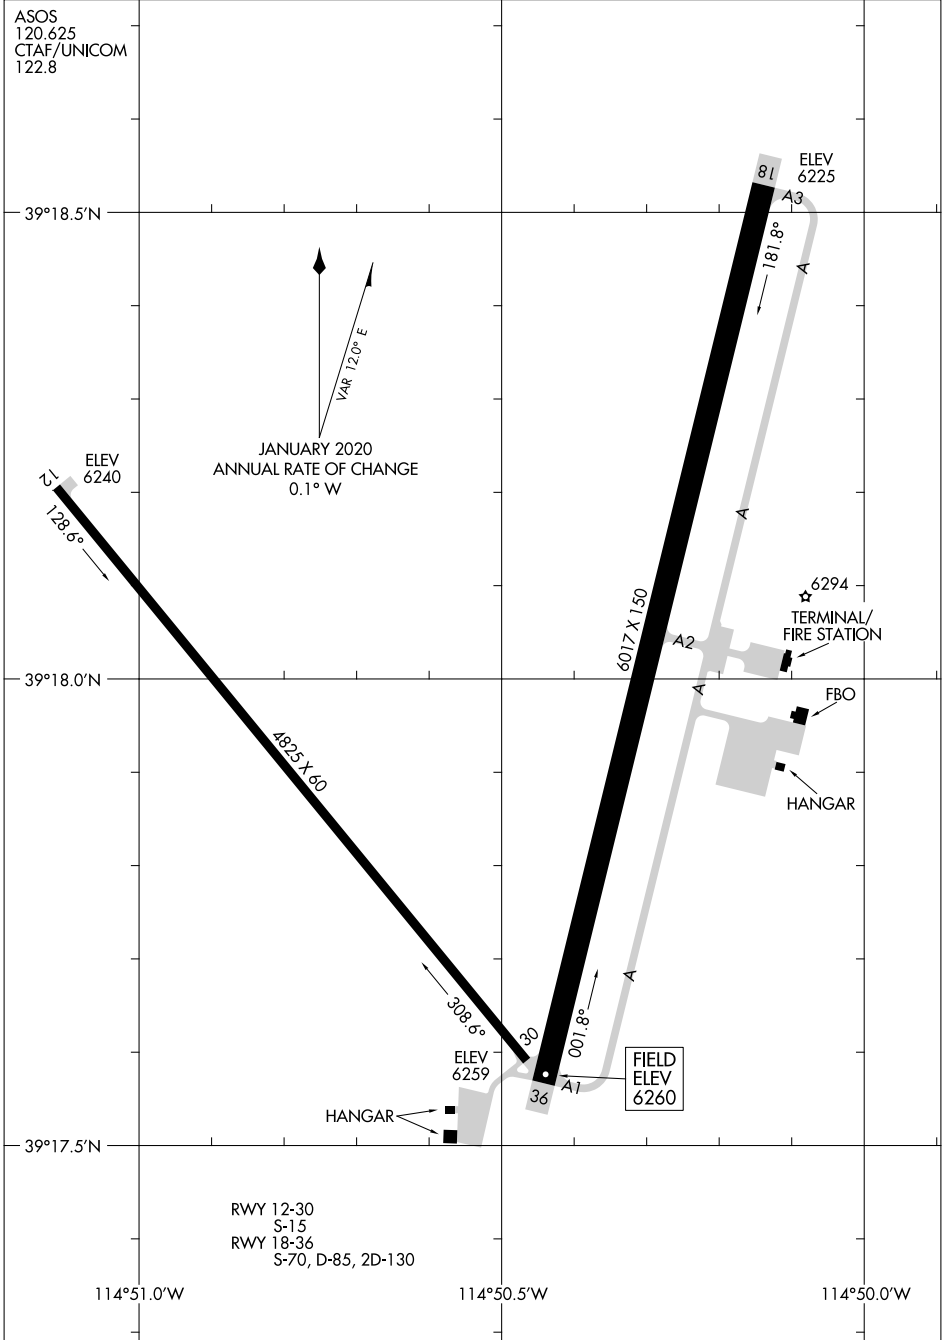 ASOS
120.625
CTAF/UNICOM
122.8
18
ELEV
6225
A3
39°18.5'N
181.8°
A
VAR 12.0° E
JANUARY 2020
ANNUAL RATE OF CHANGE
0.1° W
ELEV
6240
12
128.6°
A
6017 X 150
6294
TERMINAL/
FIRE STATION
A2
39°18.0'N
A
FBO
4825 X 60
HANGAR
A
308.6°
30
001.8°
ELEV
6259
FIELD
ELEV
6260
A1
36
HANGAR
39°17.5'N
RWY 12-30
S-15
RWY 18-36
S-70, D-85, 2D-130
114°51.0'W
114°50.5'W
114°50.0'W